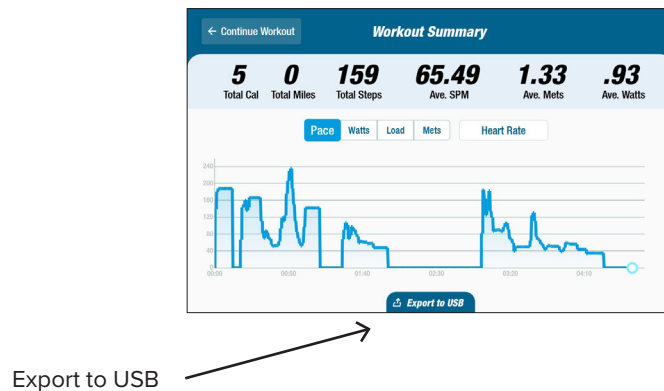 ← Continue Workout
Workout Summary
5 0 159 65.49 1.33 .93
Total Cal Total Miles Total Steps Ave. SPM Ave. Mets Ave. Watts
Pace Watts Load Mets Heart Rate
240
200
160
120
80
40
0
00:00 00:50 01:40 02:30 03:20 04:10
Export to USB
Export to USB